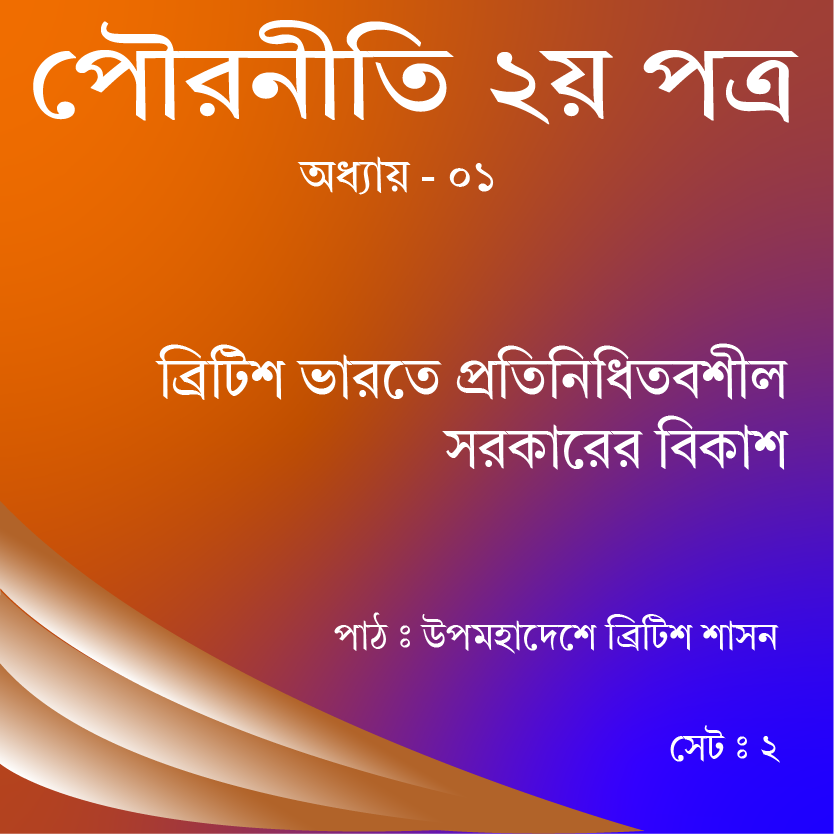 পৌরনীতি ২য় পত্র
অধ্যায় - ০১
ব্রিটিশ ভারতে প্রতিনিধিতবশীল
সরকারের বিকাশ
পাঠ ঃ উপমহাদেশে ব্রিটিশ শাসন
সেট ঃ ২